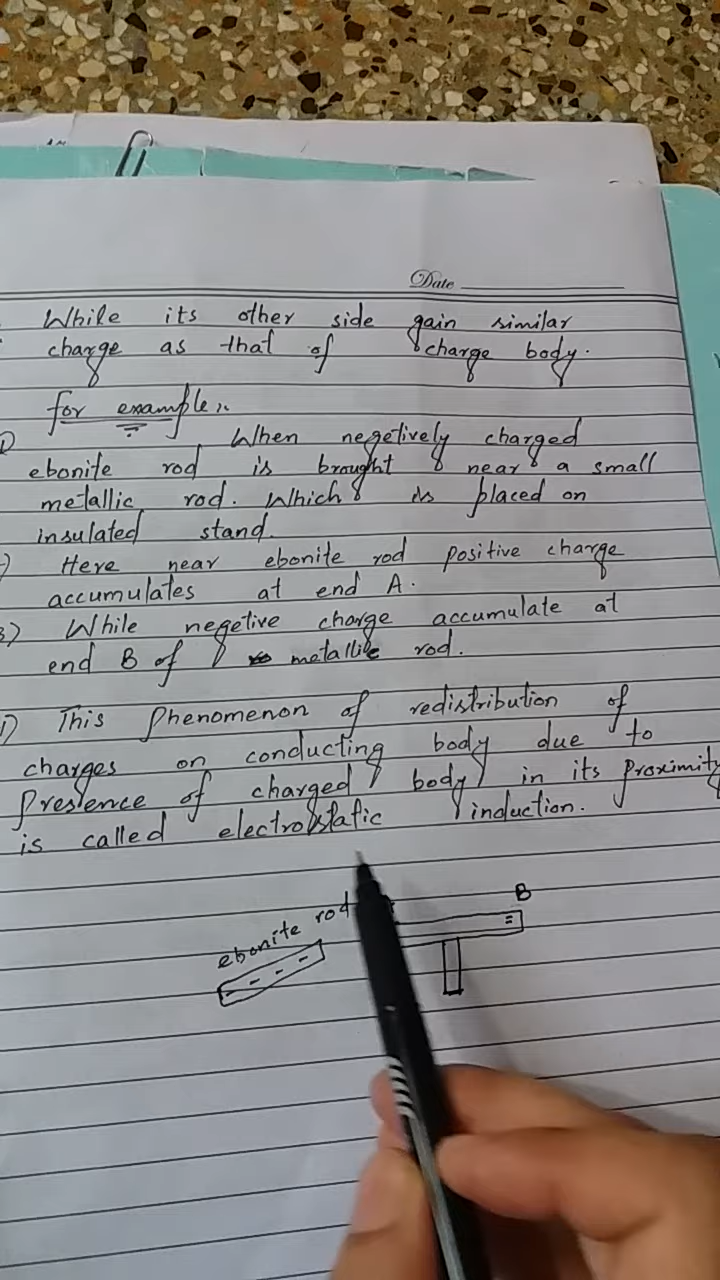 Date
While its other side gain similar
charge as that of charge body.
for example:
When negetively charged
ebonite rod is brought near a small
metallic rod. Which is placed on
insulated stand.
Here near ebonite rod positive charge
accumulates at end A.
3) While negetive charge accumulate at
end B of metallic rod.
This Phenomenon of redistribution of
charges on conducting body due to
Presence of charged body in its Proximity
is called electrostatic induction.
B
ebonite rod